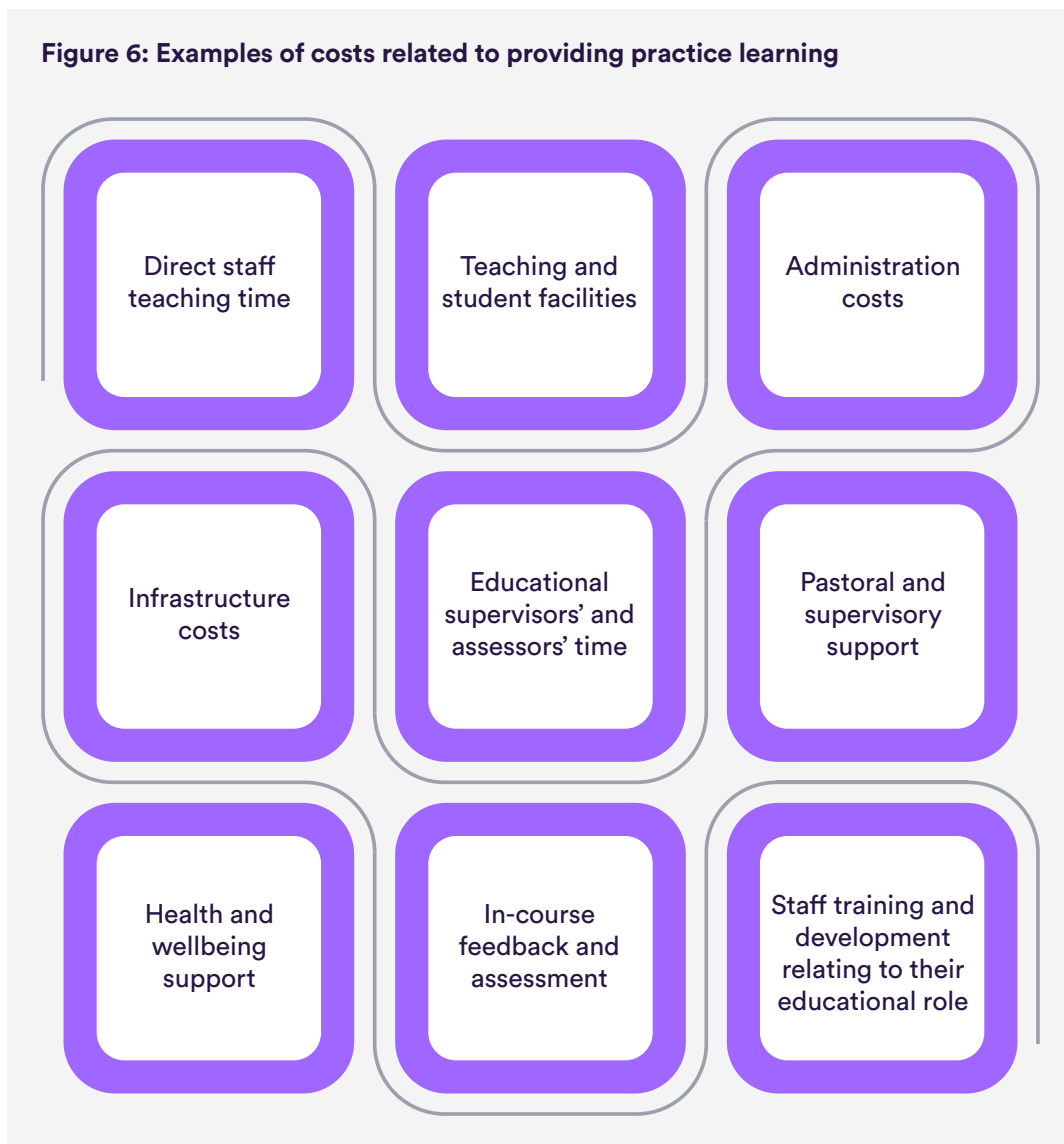 Figure 6: Examples of costs related to providing practice learning
Direct staff
teaching time
Teaching and
student facilities
Administration
costs
Infrastructure
costs
Educational
supervisors’ and
assessors’ time
Pastoral and
supervisory
support
Health and
wellbeing
support
In-course
feedback and
assessment
Staff training and
development
relating to their
educational role